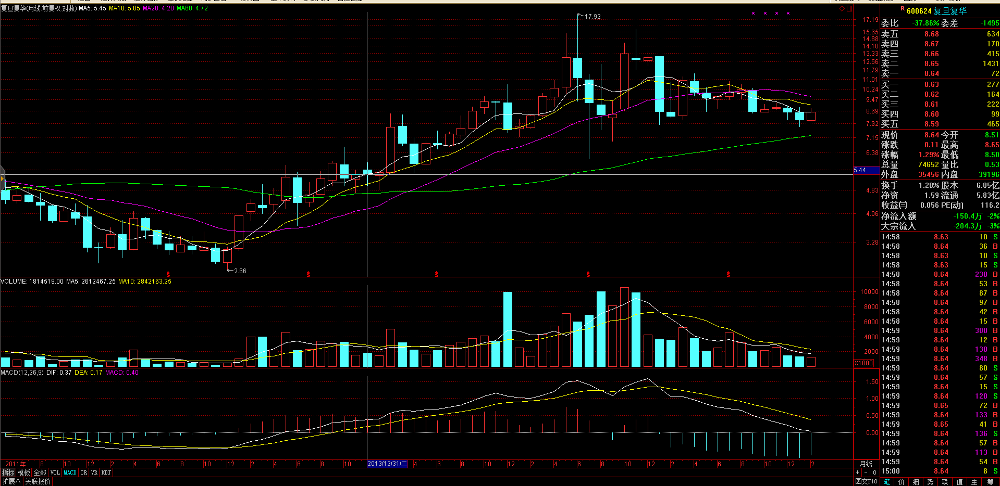 复旦复华(月线.前复权.对数) MA5: 5.45 MA10: 5.05 MA20: 4.20 MA60: 4.72
17.92
2.66
17.19
15.65
14.88
14.10
13.33
12.56
11.79
11.01
10.24
9.47
8.69
7.92
7.15
6.38
5.44
4.83
4.06
3.28
S S S S S
VOLUME: 1814519.00 MA5: 2612467.25 MA10: 2842163.25
10000
8000
6000
4000
2000
X1000
MACD(12,26,9) DIF: 0.37 DEA: 0.17 MACD: 0.40
1.50
1.00
0.50
0.00
2011年 8 10 12 2 4 6 8 10 12 2 4 6 8 10 2013/12/31/二 4 6 8 10 12 2 4 6 8 10 12 2 4 6 8 10 12 2 月线
指标 模板 全部 VOL MACD CR VR KDJ + - 0
扩展∧ 关联报价 图文F10
R 600624 复旦复华
委比 -37.86% 委差 -1495
卖五 8.68 634
卖四 8.67 170
卖三 8.66 415
卖二 8.65 1431
卖一 8.64 72
买一 8.63 277
买二 8.62 164
买三 8.61 222
买四 8.60 99
买五 8.59 465
现价 8.64 今开 8.51
涨跌 0.11 最高 8.65
涨幅 1.29% 最低 8.50
总量 74652 量比 0.53
外盘 35456 内盘 39196
换手 1.28% 股本 6.85亿
净资 1.59 流通 5.83亿
收益㈢ 0.056 PE(动) 116.2
净流入额 -150.4万 -2%
大宗流入 -204.3万 -3%
14:58 8.63 10 S
14:58 8.64 36 B
14:58 8.63 10 S
14:58 8.63 15 S
14:58 8.64 230 B
14:58 8.64 53 B
14:58 8.64 87 B
14:58 8.64 97 B
14:58 8.64 42 B
14:58 8.64 15 B
14:59 8.64 300 B
14:59 8.64 12 B
14:59 8.64 130 B
14:59 8.64 348 B
14:59 8.64 80 S
14:59 8.64 57 S
14:59 8.64 15 S
14:59 8.64 120 S
14:59 8.65 72 B
14:59 8.64 133 B
14:59 8.65 41 B
14:59 8.64 136 S
14:59 8.64 57 B
14:59 8.64 113 B
14:59 8.64 54 B
15:00 8.64 8 S
笔 价 细 势 联 值 主 筹